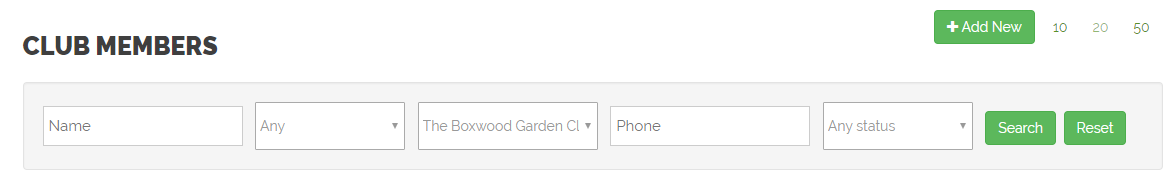 + Add New 10 20 50
CLUB MEMBERS
Name Any The Boxwood Garden Cl Phone Any status Search Reset